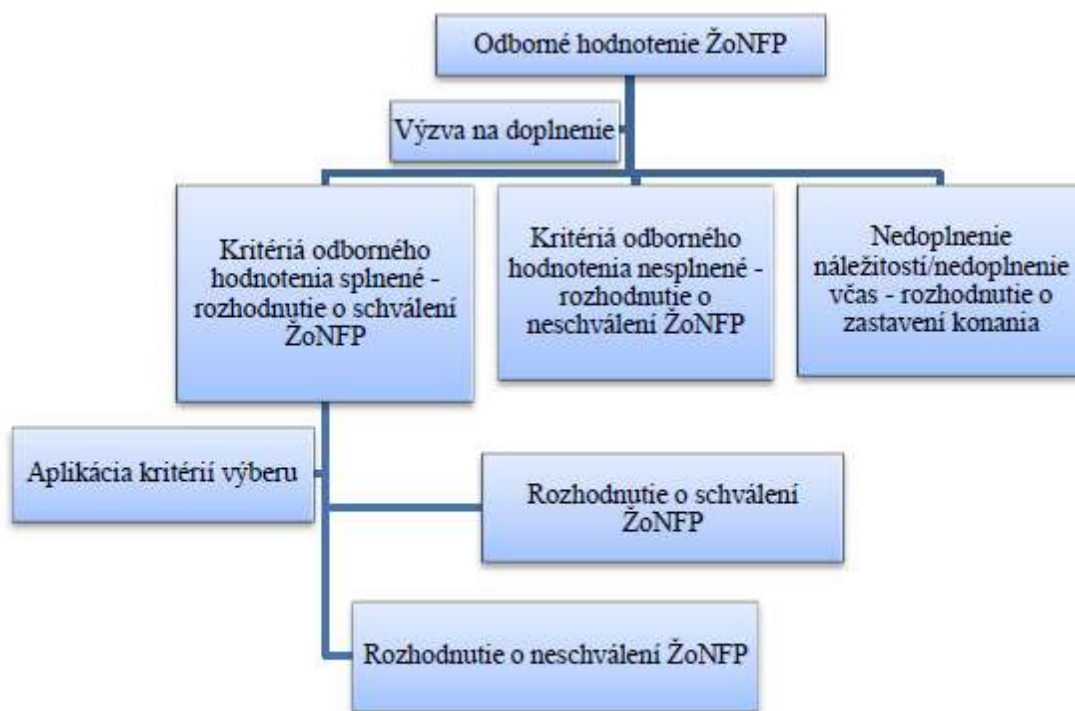 Odborné hodnotenie ŽoNFP
Výzva na doplnenie
Kritériá odborného
hodnotenia splnené -
rozhodnutie o schválení
ŽoNFP
Kritériá odborného
hodnotenia nesplnené -
rozhodnutie o
neschválení ŽoNFP
Nedoplnenie
náležitostí/nedoplnenie
včas - rozhodnutie o
zastavení konania
Aplikácia kritérií výberu
Rozhodnutie o schválení
ŽoNFP
Rozhodnutie o neschválení ŽoNFP